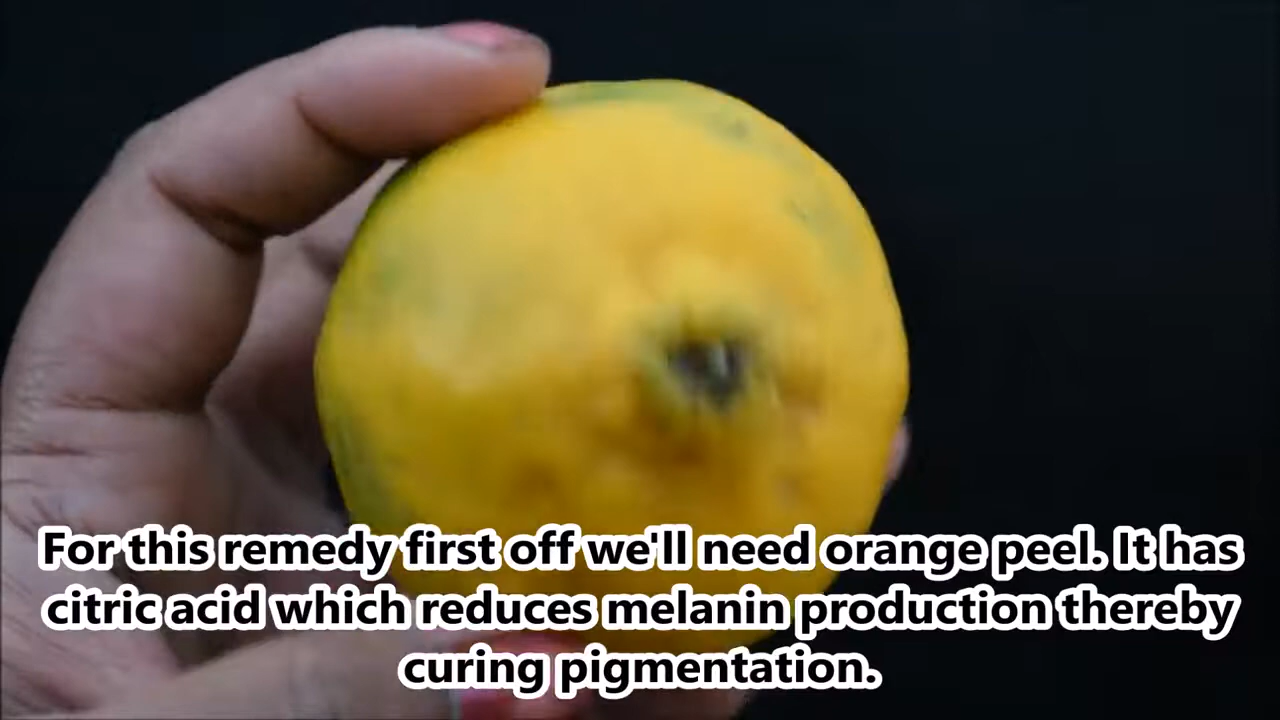 For this remedy first off we'll need orange peel. It has
citric acid which reduces melanin production thereby
curing pigmentation.